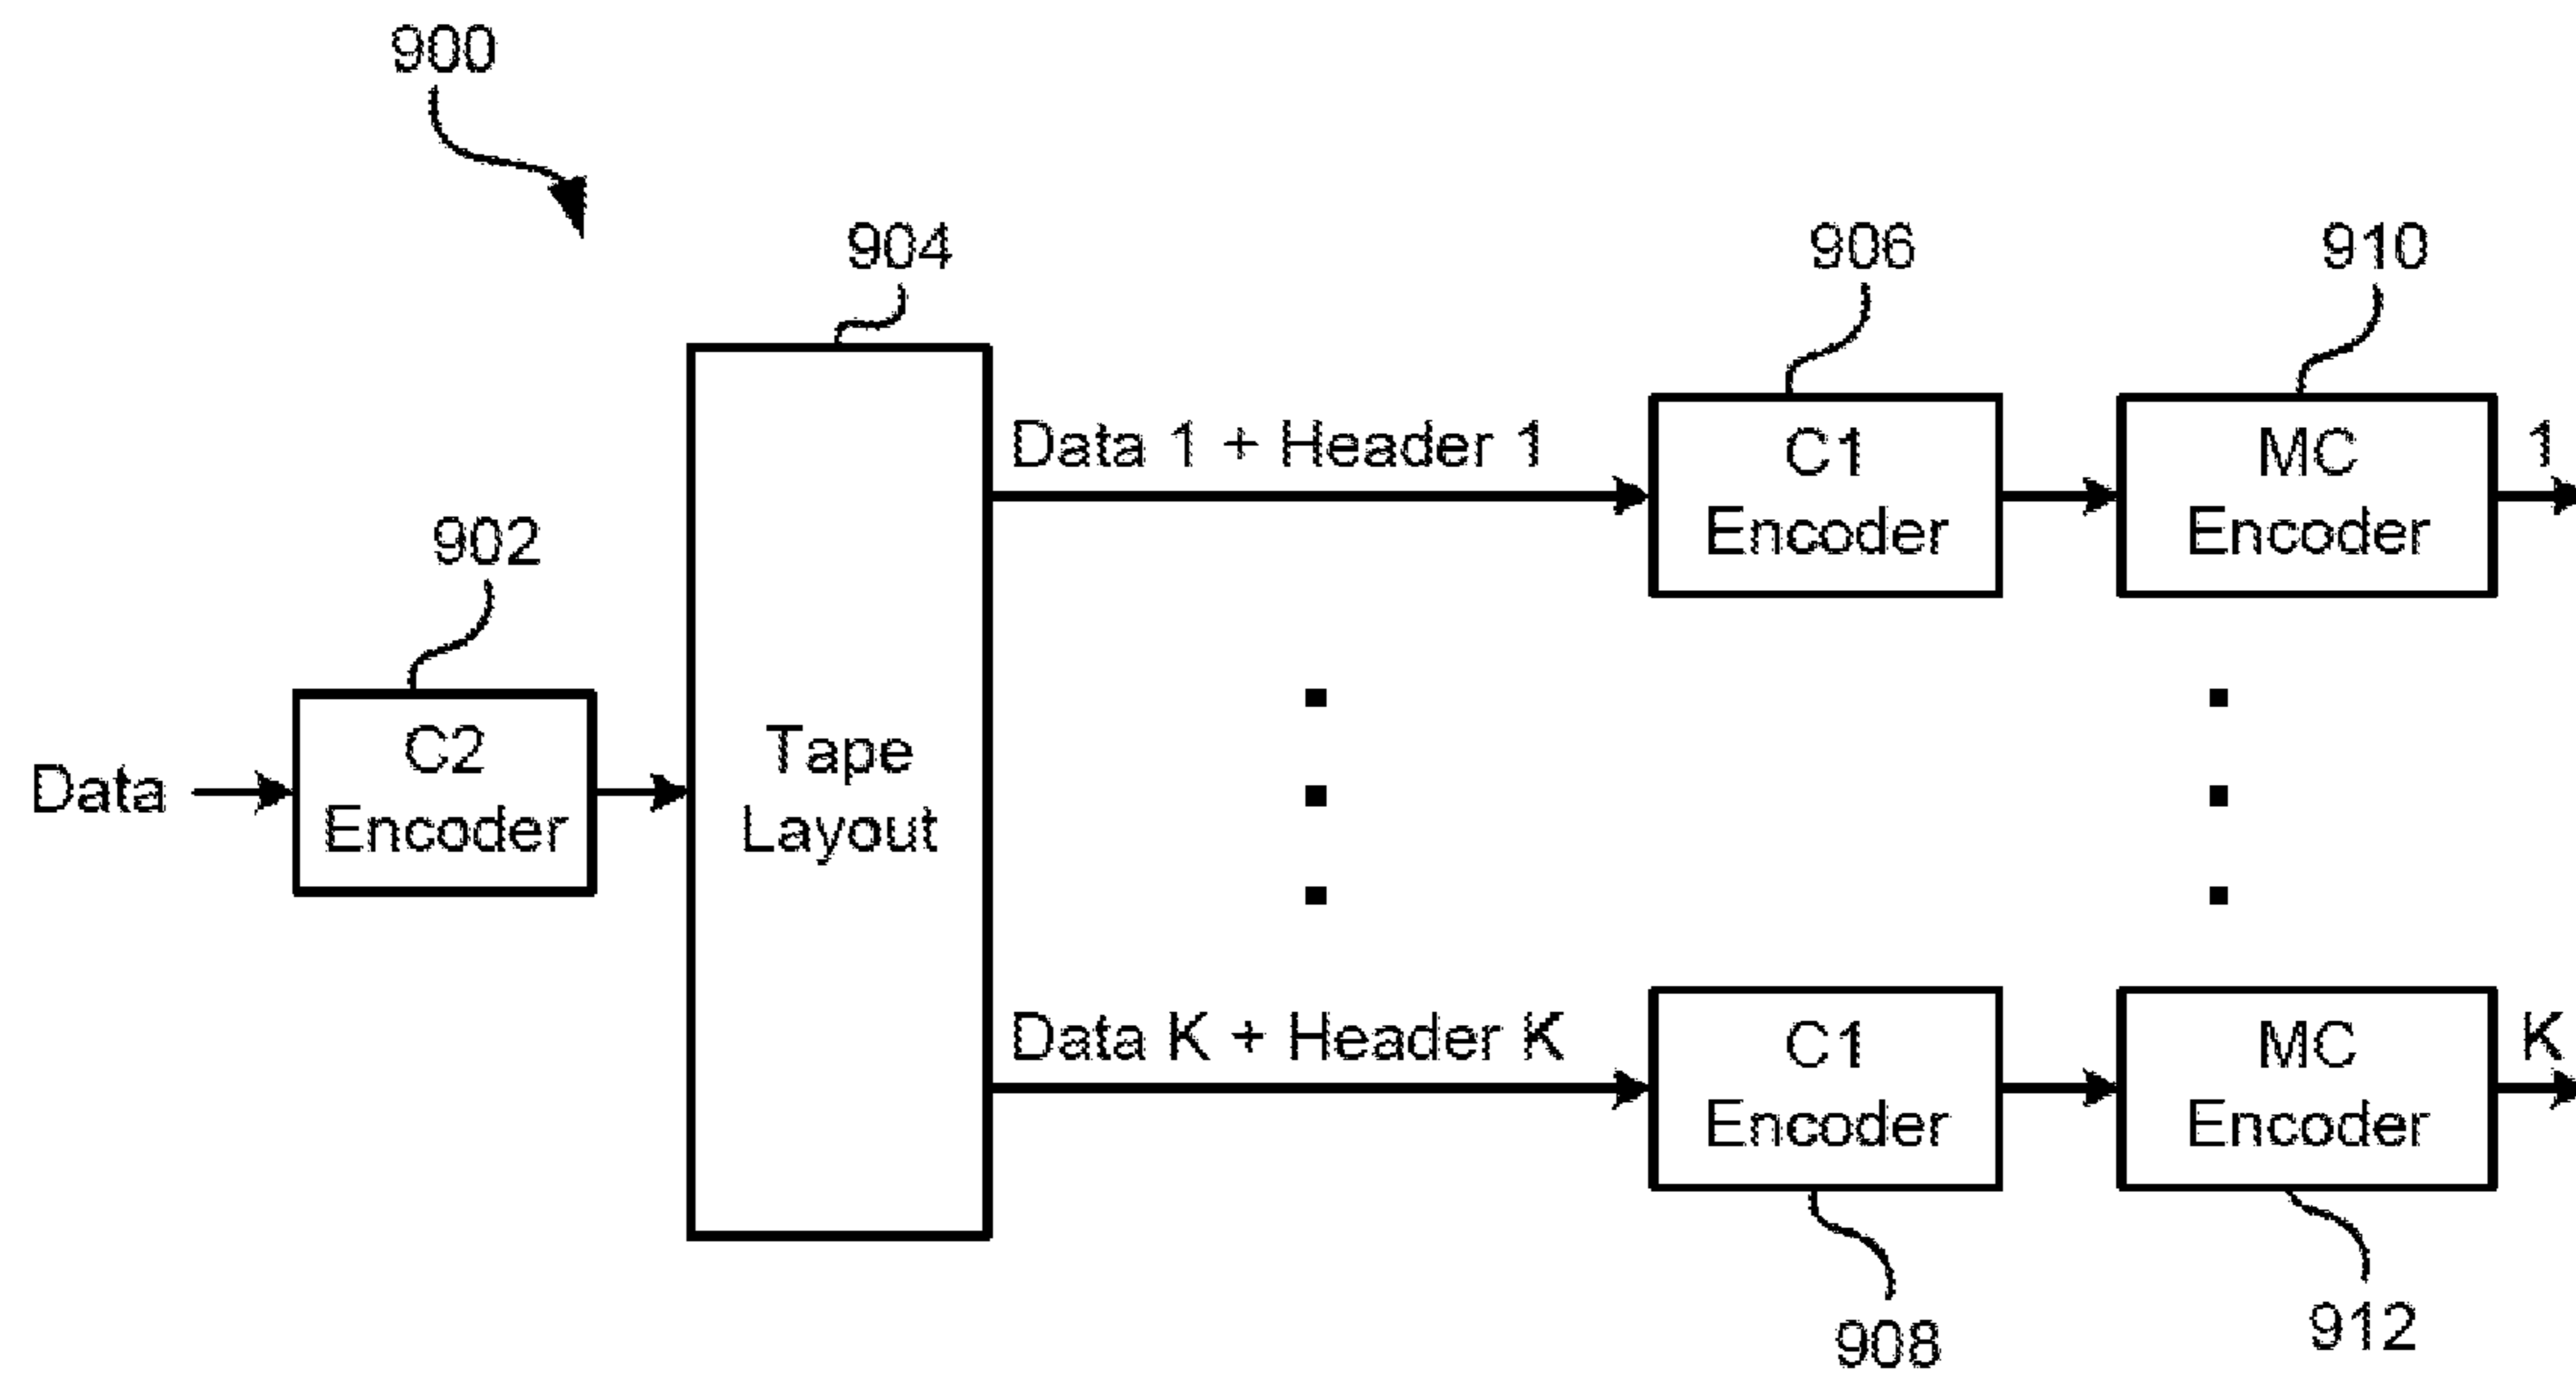 900
904
906
910
Data 1 + Header 1
C1
Encoder
MC
Encoder
1
902
Data
C2
Encoder
Tape
Layout
Data K + Header K
C1
Encoder
MC
Encoder
K
908
912